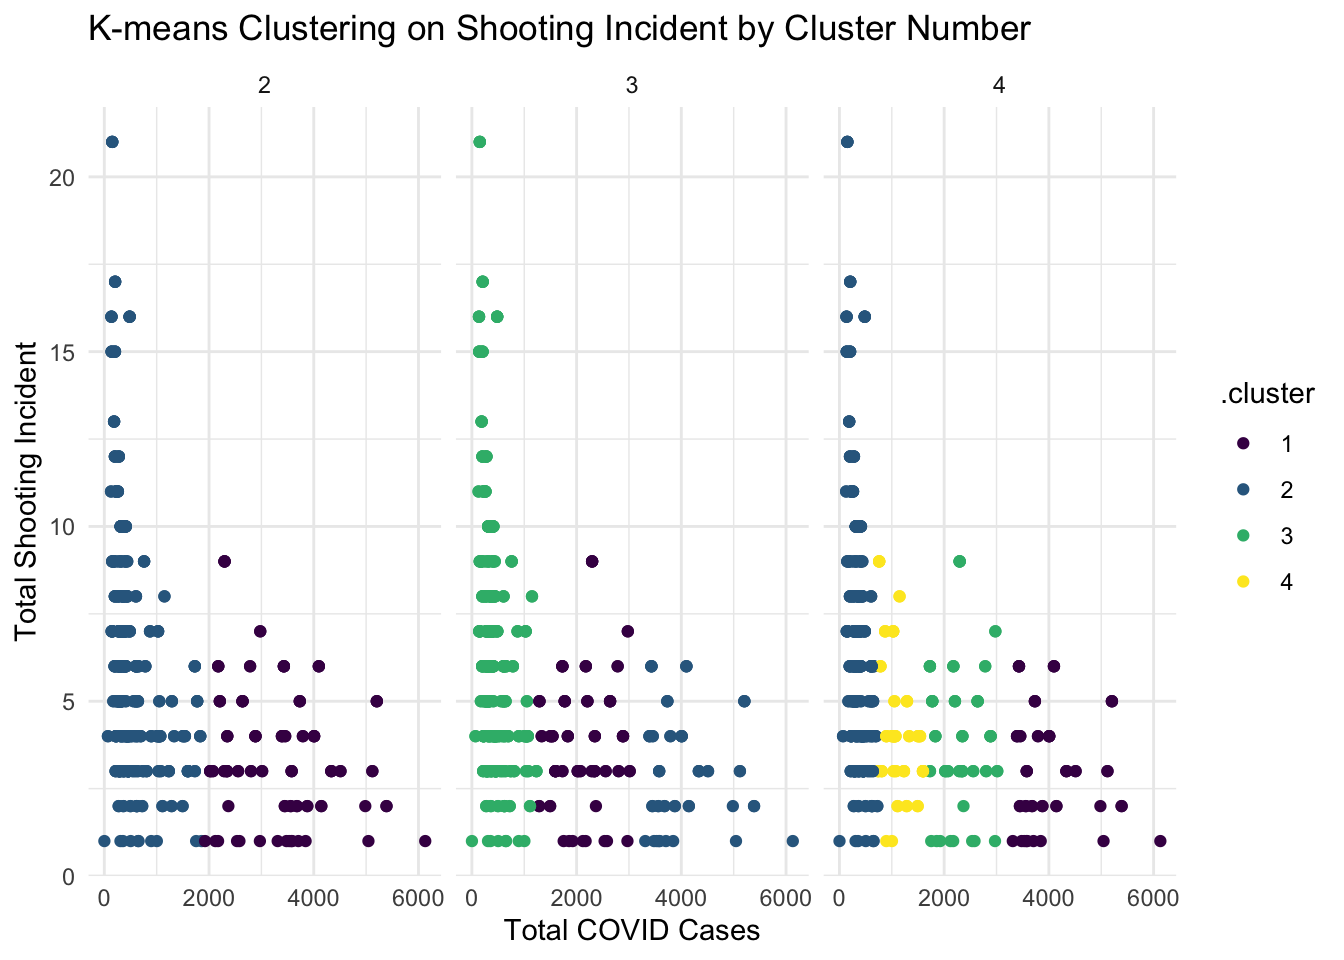 K-means Clustering on Shooting Incident by Cluster Number
2 3 4
Total Shooting Incident
20
15
10
5
0
0 2000 4000 6000 0 2000 4000 6000 0 2000 4000 6000
Total COVID Cases
.cluster
1
2
3
4